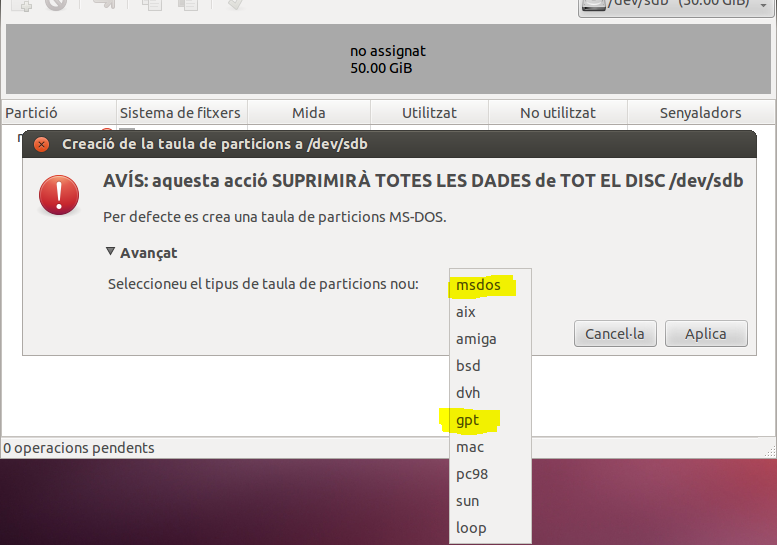 /dev/sdb (50.00 GiB)
no assignat
50.00 GiB
Partició Sistema de fitxers Mida Utilitzat No utilitzat Senyaladors
Creació de la taula de particions a /dev/sdb
AVÍS: aquesta acció SUPRIMIRÀ TOTES LES DADES de TOT EL DISC /dev/sdb
Per defecte es crea una taula de particions MS-DOS.
Avançat
Seleccioneu el tipus de taula de particions nou:
msdos
aix
amiga
bsd
dvh
gpt
mac
pc98
sun
loop
Cancel·la Aplica
0 operacions pendents